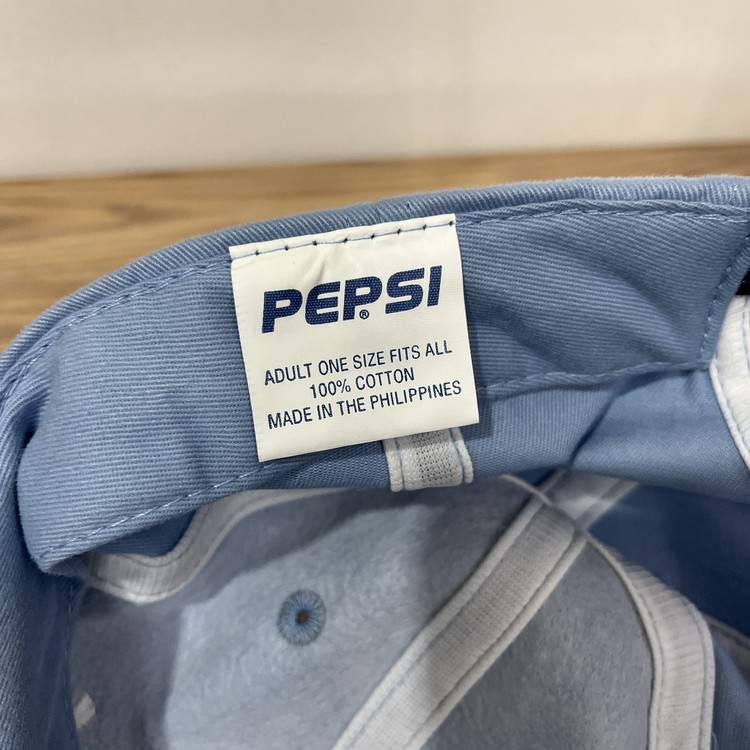 PEPSI®
ADULT ONE SIZE FITS ALL
100% COTTON
MADE IN THE PHILIPPINES